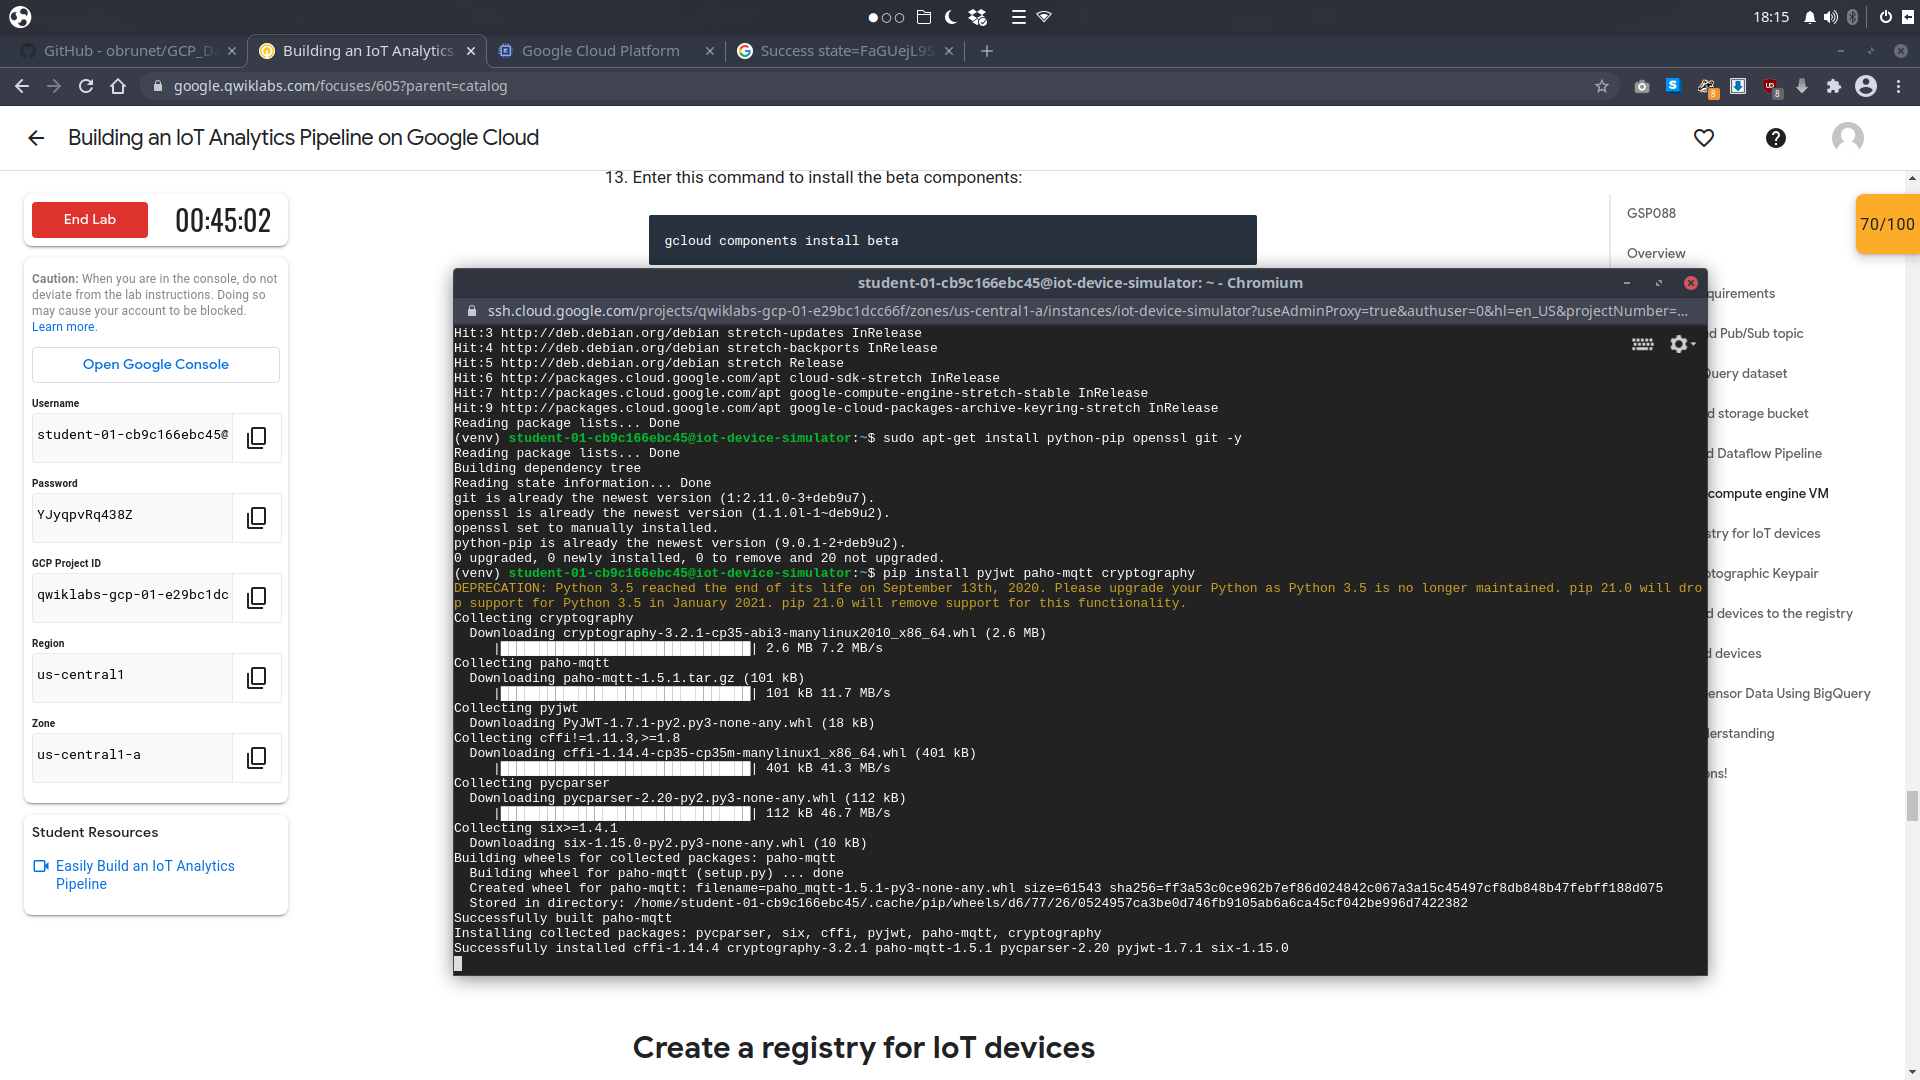 18:15
GitHub - obrunet/GCP_Da
Building an IoT Analytics
Google Cloud Platform
Success state=FaGUejL9S
google.qwiklabs.com/focuses/605?parent=catalog
Building an IoT Analytics Pipeline on Google Cloud
End Lab
00:45:02
Caution: When you are in the console, do not
deviate from the lab instructions. Doing so
may cause your account to be blocked.
Learn more.
Open Google Console
Username
student-01-cb9c166ebc45@
Password
YJyqpvRq438Z
GCP Project ID
qwiklabs-gcp-01-e29bc1dc
Region
us-central1
Zone
us-central1-a
Student Resources
Easily Build an IoT Analytics
Pipeline
13. Enter this command to install the beta components:
gcloud components install beta
student-01-cb9c166ebc45@iot-device-simulator: ~ - Chromium
ssh.cloud.google.com/projects/qwiklabs-gcp-01-e29bc1dcc66f/zones/us-central1-a/instances/iot-device-simulator?useAdminProxy=true&authuser=0&hl=en_US&projectNumber=...
Hit:3 http://deb.debian.org/debian stretch-updates InRelease
Hit:4 http://deb.debian.org/debian stretch-backports InRelease
Hit:5 http://deb.debian.org/debian stretch Release
Hit:6 http://packages.cloud.google.com/apt cloud-sdk-stretch InRelease
Hit:7 http://packages.cloud.google.com/apt google-compute-engine-stretch-stable InRelease
Hit:9 http://packages.cloud.google.com/apt google-cloud-packages-archive-keyring-stretch InRelease
Reading package lists... Done
(venv) student-01-cb9c166ebc45@iot-device-simulator:~$ sudo apt-get install python-pip openssl git -y
Reading package lists... Done
Building dependency tree
Reading state information... Done
git is already the newest version (1:2.11.0-3+deb9u7).
openssl is already the newest version (1.1.0l-1~deb9u2).
openssl set to manually installed.
python-pip is already the newest version (9.0.1-2+deb9u2).
0 upgraded, 0 newly installed, 0 to remove and 20 not upgraded.
(venv) student-01-cb9c166ebc45@iot-device-simulator:~$ pip install pyjwt paho-mqtt cryptography
DEPRECATION: Python 3.5 reached the end of its life on September 13th, 2020. Please upgrade your Python as Python 3.5 is no longer maintained. pip 21.0 will dro
p support for Python 3.5 in January 2021. pip 21.0 will remove support for this functionality.
Collecting cryptography
Downloading cryptography-3.2.1-cp35-abi3-manylinux2010_x86_64.whl (2.6 MB)
| 2.6 MB 7.2 MB/s
Collecting paho-mqtt
Downloading paho-mqtt-1.5.1.tar.gz (101 kB)
| 101 kB 11.7 MB/s
Collecting pyjwt
Downloading PyJWT-1.7.1-py2.py3-none-any.whl (18 kB)
Collecting cffi!=1.11.3,>=1.8
Downloading cffi-1.14.4-cp35-cp35m-manylinux1_x86_64.whl (401 kB)
| 401 kB 41.3 MB/s
Collecting pycparser
Downloading pycparser-2.20-py2.py3-none-any.whl (112 kB)
| 112 kB 46.7 MB/s
Collecting six>=1.4.1
Downloading six-1.15.0-py2.py3-none-any.whl (10 kB)
Building wheels for collected packages: paho-mqtt
Building wheel for paho-mqtt (setup.py) ... done
Created wheel for paho-mqtt: filename=paho_mqtt-1.5.1-py3-none-any.whl size=61543 sha256=ff3a53c0ce962b7ef86d024842c067a3a15c45497cf8db848b47febff188d075
Stored in directory: /home/student-01-cb9c166ebc45/.cache/pip/wheels/d6/77/26/0524957ca3be0d746fb9105ab6a6ca45cf042be996d7422382
Successfully built paho-mqtt
Installing collected packages: pycparser, six, cffi, pyjwt, paho-mqtt, cryptography
Successfully installed cffi-1.14.4 cryptography-3.2.1 paho-mqtt-1.5.1 pycparser-2.20 pyjwt-1.7.1 six-1.15.0
Create a registry for IoT devices
GSP088
70/100
Overview
quirements
d Pub/Sub topic
Query dataset
d storage bucket
d Dataflow Pipeline
compute engine VM
stry for IoT devices
ptographic Keypair
d devices to the registry
d devices
ensor Data Using BigQuery
derstanding
ons!